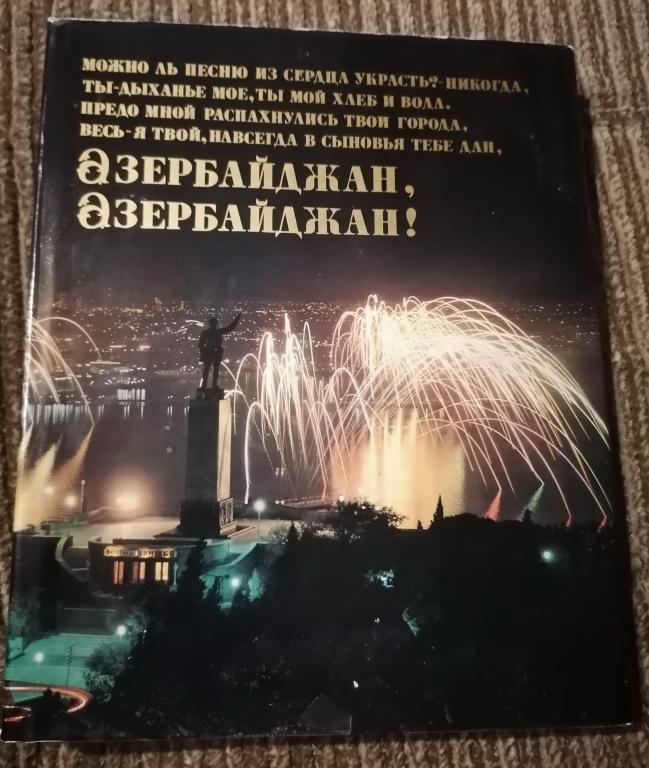 МОЖНО ЛЬ ПЕСНЮ ИЗ СЕРДЦА УКРАСТЬ?-НИКОГДА,
ТЫ-ДЫХАНЬЕ МОЕ, ТЫ МОЙ ХЛЕБ И ВОДА.
ПРЕДО МНОЙ РАСПАХНУЛИСЬ ТВОИ ГОРОДА,
ВЕСЬ-Я ТВОЙ, НАВСЕГДА В СЫНОВЬЯ ТЕБЕ ДАН,
ӘЗЕРБАЙДЖАН,
ӘЗЕРБАЙДЖАН!